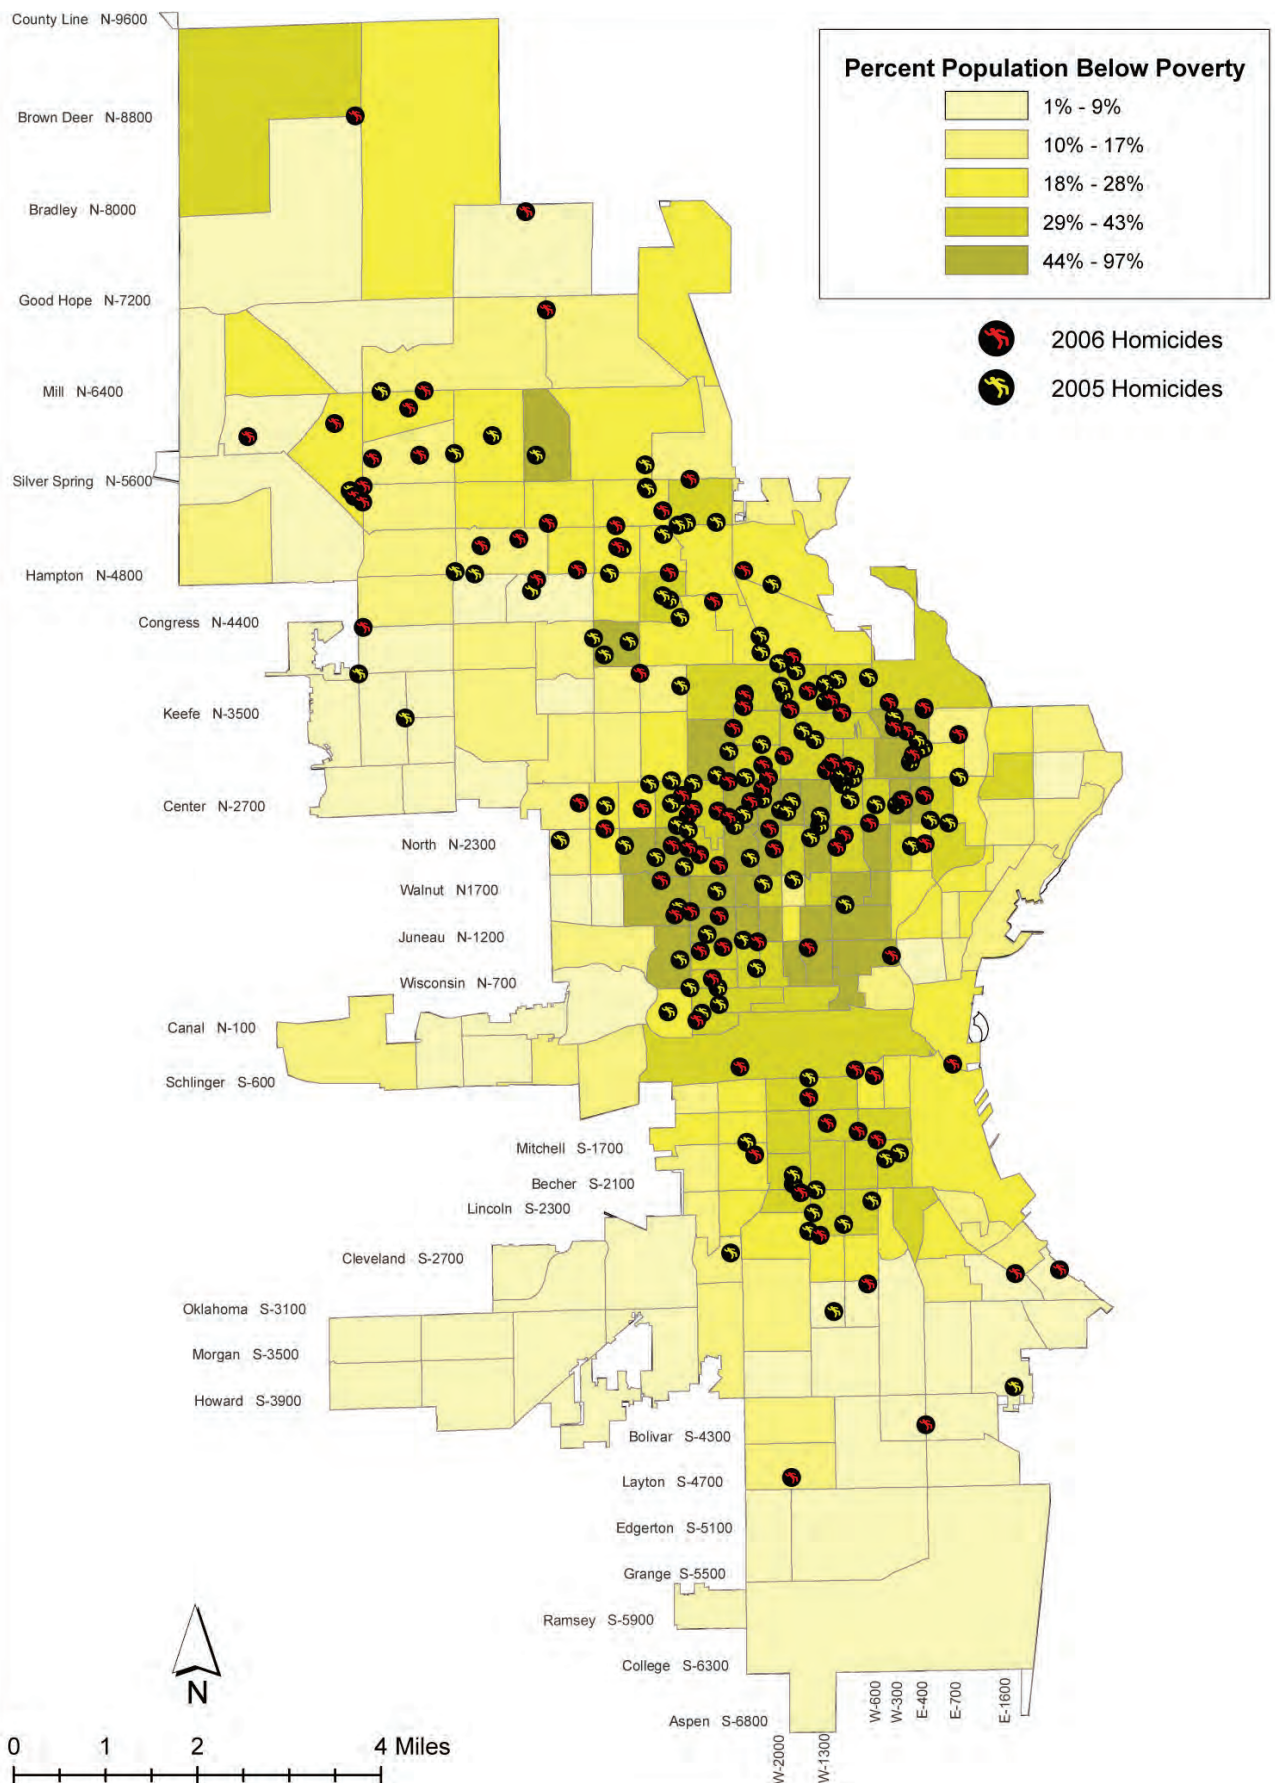 County Line N-9600
Brown Deer N-8800
Bradley N-8000
Good Hope N-7200
Mill N-6400
Silver Spring N-5600
Hampton N-4800
Congress N-4400
Keefe N-3500
Center N-2700
North N-2300
Walnut N1700
Juneau N-1200
Wisconsin N-700
Canal N-100
Schlinger S-600
Mitchell S-1700
Becher S-2100
Lincoln S-2300
Cleveland S-2700
Oklahoma S-3100
Morgan S-3500
Howard S-3900
Bolivar S-4300
Layton S-4700
Edgerton S-5100
Grange S-5500
Ramsey S-5900
College S-6300
Aspen S-6800
W-2000
W-1300
W-600
W-300
E-400
E-700
E-1600
Percent Population Below Poverty
1% - 9%
10% - 17%
18% - 28%
29% - 43%
44% - 97%
2006 Homicides
2005 Homicides
N
0 1 2 4 Miles